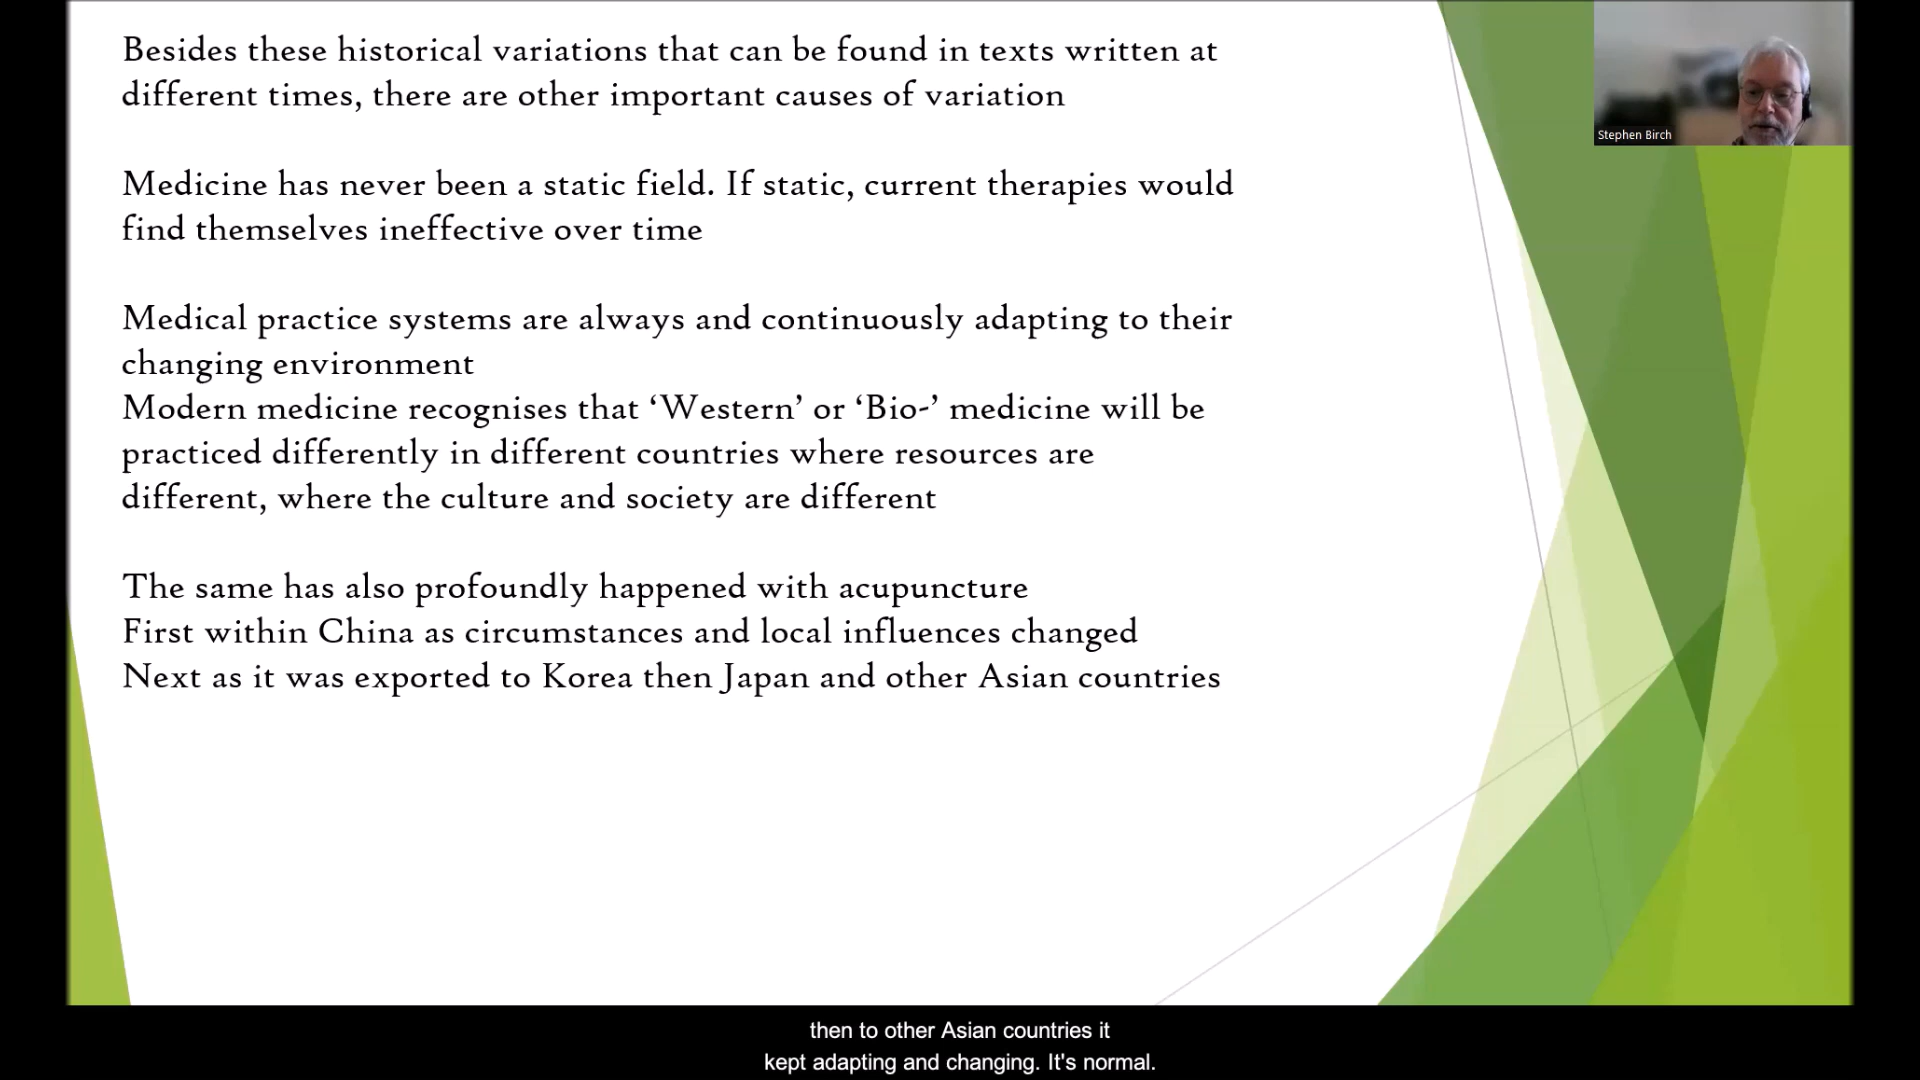 Besides these historical variations that can be found in texts written at
different times, there are other important causes of variation
Medicine has never been a static field. If static, current therapies would
find themselves ineffective over time
Medical practice systems are always and continuously adapting to their
changing environment
Modern medicine recognises that ‘Western’ or ‘Bio-’ medicine will be
practiced differently in different countries where resources are
different, where the culture and society are different
The same has also profoundly happened with acupuncture
First within China as circumstances and local influences changed
Next as it was exported to Korea then Japan and other Asian countries
Stephen Birch
then to other Asian countries it
kept adapting and changing. It's normal.